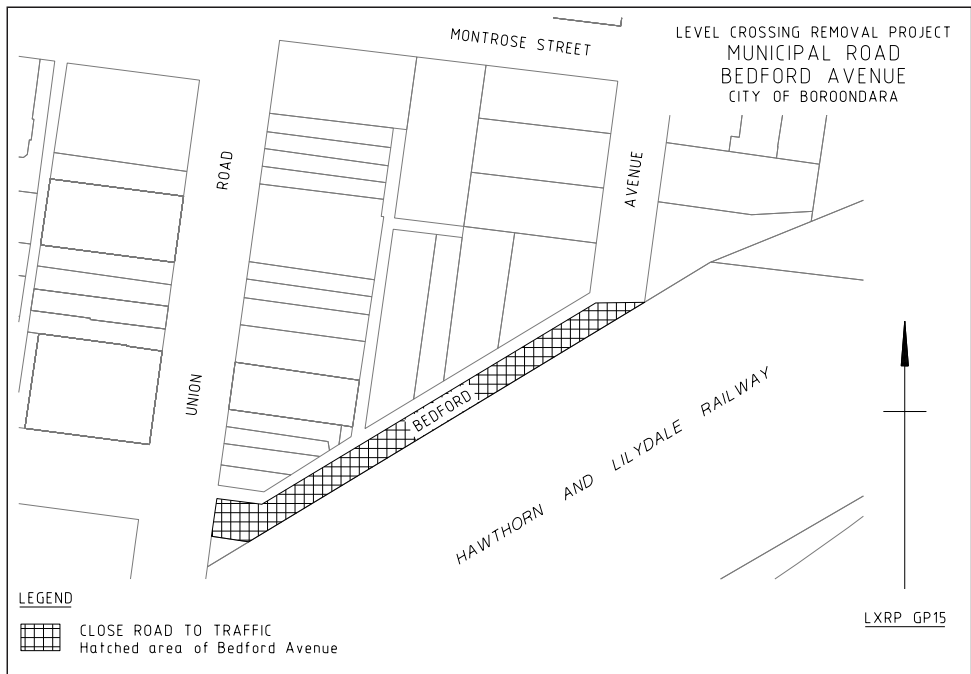 MONTROSE STREET
LEVEL CROSSING REMOVAL PROJECT
MUNICIPAL ROAD
BEDFORD AVENUE
CITY OF BOROONDARA
ROAD
AVENUE
UNION
BEDFORD
HAWTHORN AND LILYDALE RAILWAY
LEGEND
CLOSE ROAD TO TRAFFIC
Hatched area of Bedford Avenue
LXRP GP15